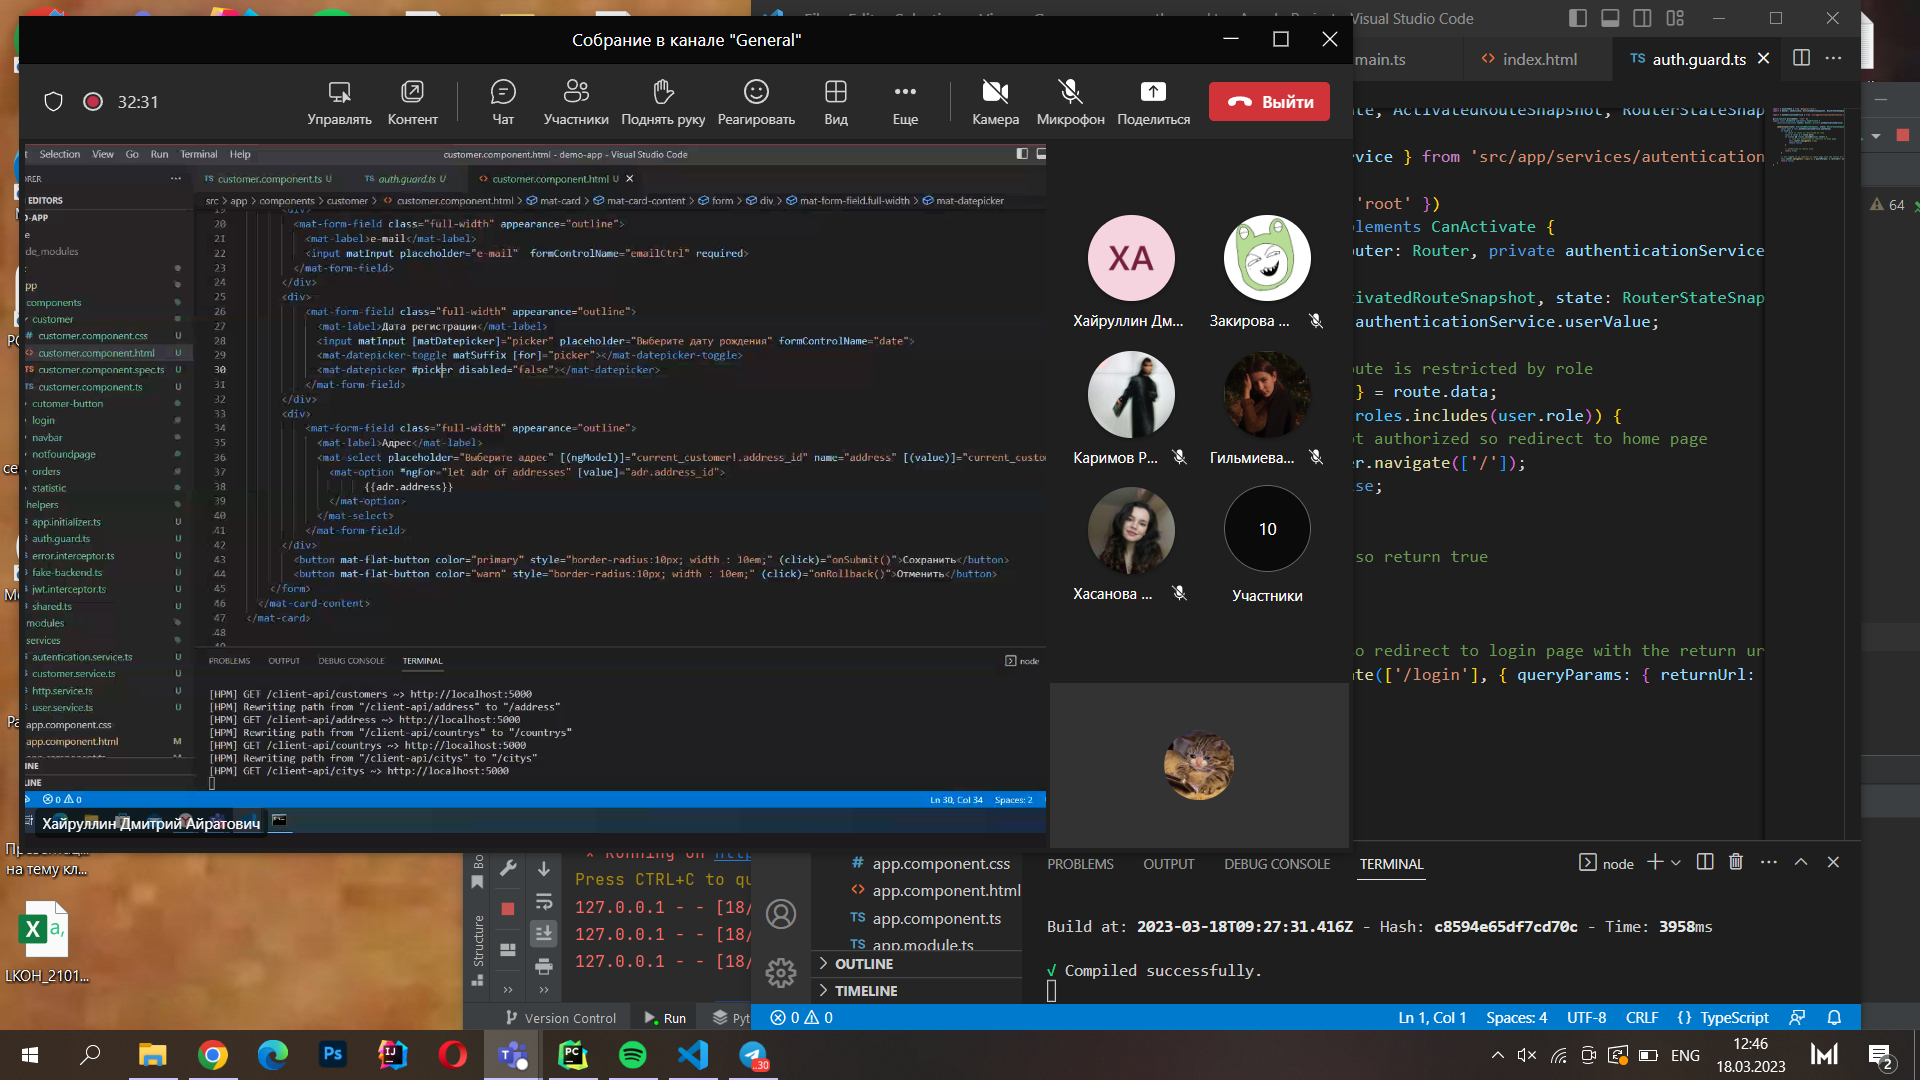 Собрание в канале "General"
32:31
Управлять
Контент
Чат
Участники
Поднять руку
Реагировать
Вид
Еще
Камера
Микрофон
Поделиться
Выйти
Selection View Go Run Terminal Help
customer.component.html - demo-app - Visual Studio Code
TS customer.component.ts U
TS auth.guard.ts U
customer.component.html U
EDITORS
src > app > components > customer > customer.component.html > mat-card > mat-card-content > form > div > mat-form-field.full-width > mat-datepicker
customer
# customer.component.css U
customer.component.html U
TS customer.component.spec.ts U
TS customer.component.ts U
cutomer-button
login
navbar
notfoundpage
orders
statistic
helpers
app.initializer.ts U
auth.guard.ts U
error.interceptor.ts U
fake-backend.ts U
jwt.interceptor.ts U
shared.ts U
modules
services
autentication.service.ts U
customer.service.ts U
http.service.ts U
user.service.ts U
app.component.css
app.component.html M
20 <mat-form-field class="full-width" appearance="outline">
21 <mat-label>e-mail</mat-label>
22 <input matInput placeholder="e-mail" formControlName="emailCtrl" required>
23 </mat-form-field>
24 </div>
25 <div>
26 <mat-form-field class="full-width" appearance="outline">
27 <mat-label>Дата регистрации</mat-label>
28 <input matInput [matDatepicker]="picker" placeholder="Выберите дату рождения" formControlName="date">
29 <mat-datepicker-toggle matSuffix [for]="picker"></mat-datepicker-toggle>
30 <mat-datepicker #picker disabled="false"></mat-datepicker>
31 </mat-form-field>
32 </div>
33 <div>
34 <mat-form-field class="full-width" appearance="outline">
35 <mat-label>Адрес</mat-label>
36 <mat-select placeholder="Выберите адрес" [(ngModel)]="current_customer!.address_id" name="address" [(value)]="current_custo
37 <mat-option *ngFor="let adr of addresses" [value]="adr.address_id">
38 {{adr.address}}
39 </mat-option>
40 </mat-select>
41 </mat-form-field>
42 </div>
43 <button mat-flat-button color="primary" style="border-radius:10px; width : 10em;" (click)="onSubmit()">Сохранить</button>
44 <button mat-flat-button color="warn" style="border-radius:10px; width : 10em;" (click)="onRollback()">Отменить</button>
45 </form>
46 </mat-card-content>
47 </mat-card>
48
PROBLEMS OUTPUT DEBUG CONSOLE TERMINAL node
[HPM] GET /client-api/customers ~> http://localhost:5000
[HPM] Rewriting path from "/client-api/address" to "/address"
[HPM] GET /client-api/address ~> http://localhost:5000
[HPM] Rewriting path from "/client-api/countrys" to "/countrys"
[HPM] GET /client-api/countrys ~> http://localhost:5000
[HPM] Rewriting path from "/client-api/citys" to "/citys"
[HPM] GET /client-api/citys ~> http://localhost:5000
0 0
Ln 30, Col 34 Spaces: 2
Хайруллин Дмитрий Айратович
ХА
Хайруллин Дм...
Закирова ...
Каримов Р...
Гильмиева...
Хасанова ...
10
Участники
Visual Studio Code
main.ts
index.html
TS auth.guard.ts
ate, ActivatedRouteSnapshot, RouterStateSnap
rvice } from 'src/app/services/autentication
'root' })
plements CanActivate {
outer: Router, private authenticationService
tivatedRouteSnapshot, state: RouterStateSnap
authenticationService.userValue;
oute is restricted by role
} = route.data;
roles.includes(user.role)) {
ot authorized so redirect to home page
er.navigate(['/']);
lse;
so return true
so redirect to login page with the return ur
ate(['/login'], { queryParams: { returnUrl:
64
PROBLEMS OUTPUT DEBUG CONSOLE TERMINAL node
Build at: 2023-03-18T09:27:31.416Z - Hash: c8594e65df7cd70c - Time: 3958ms
√ Compiled successfully.
app.component.css
app.component.html
TS app.component.ts
TS app.module.ts
OUTLINE
TIMELINE
Press CTRL+C to qu
127.0.0.1 - - [18/
127.0.0.1 - - [18/
127.0.0.1 - - [18/
Structure
Version Control Run Pyt
0 0
Ln 1, Col 1 Spaces: 4 UTF-8 CRLF {} TypeScript
на тему кл...
LKOH_2101...
ENG
12:46
18.03.2023
2